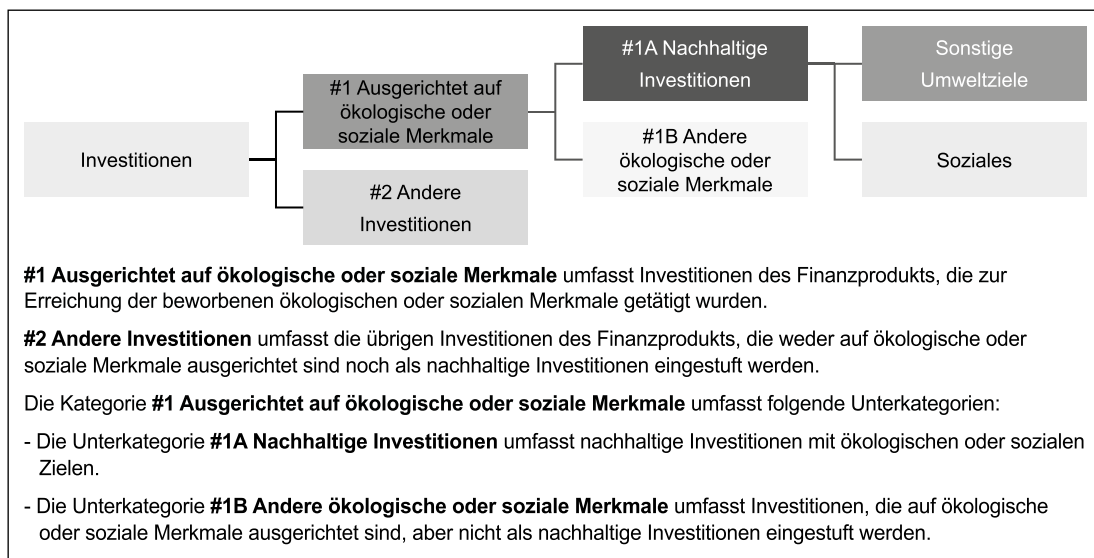 Investitionen
#1 Ausgerichtet auf
ökologische oder
soziale Merkmale
#2 Andere
Investitionen
#1A Nachhaltige
Investitionen
#1B Andere
ökologische oder
soziale Merkmale
Sonstige
Umweltziele
Soziales
#1 Ausgerichtet auf ökologische oder soziale Merkmale umfasst Investitionen des Finanzprodukts, die zur
Erreichung der beworbenen ökologischen oder sozialen Merkmale getätigt wurden.
#2 Andere Investitionen umfasst die übrigen Investitionen des Finanzprodukts, die weder auf ökologische oder
soziale Merkmale ausgerichtet sind noch als nachhaltige Investitionen eingestuft werden.
Die Kategorie #1 Ausgerichtet auf ökologische oder soziale Merkmale umfasst folgende Unterkategorien:
- Die Unterkategorie #1A Nachhaltige Investitionen umfasst nachhaltige Investitionen mit ökologischen oder sozialen
Zielen.
- Die Unterkategorie #1B Andere ökologische oder soziale Merkmale umfasst Investitionen, die auf ökologische
oder soziale Merkmale ausgerichtet sind, aber nicht als nachhaltige Investitionen eingestuft werden.